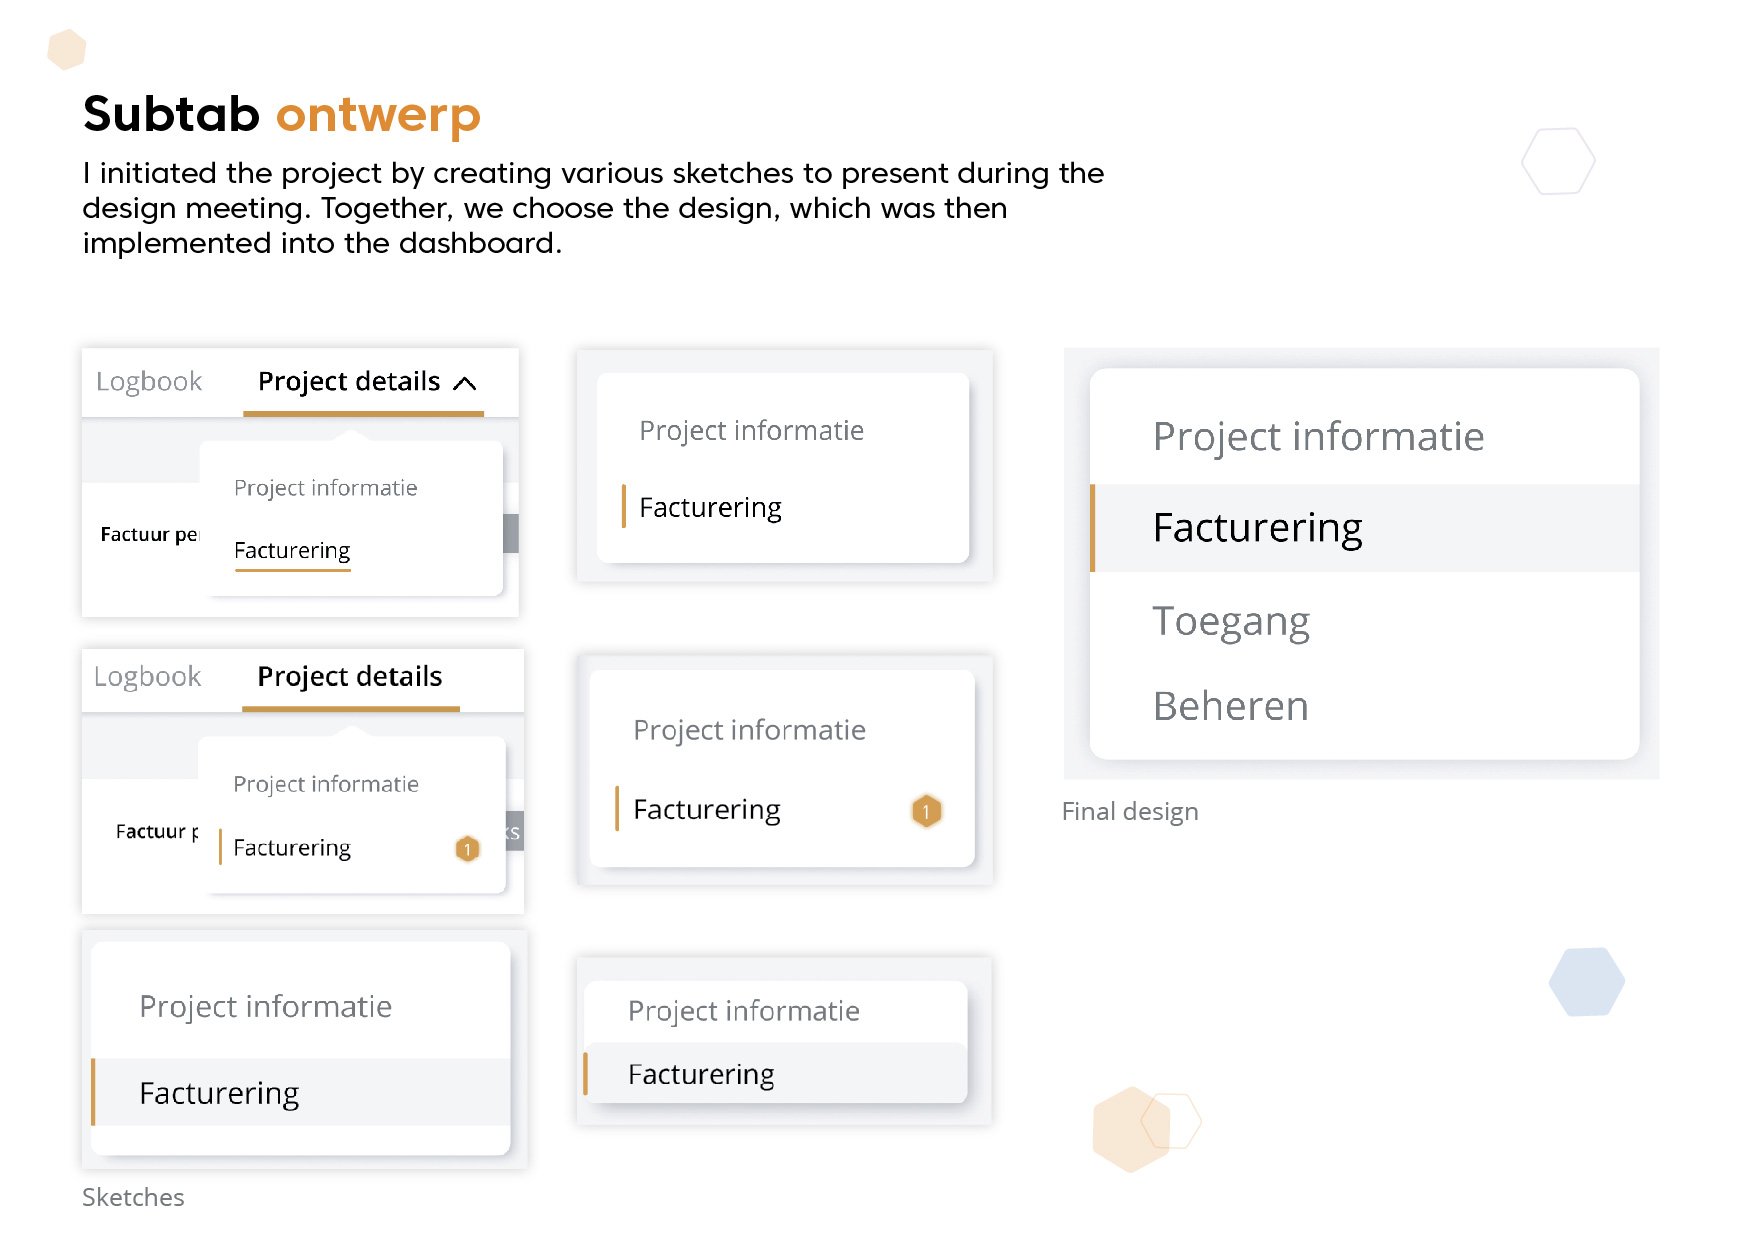 Subtab ontwerp
I initiated the project by creating various sketches to present during the
design meeting. Together, we choose the design, which was then
implemented into the dashboard.
Logbook Project details
Project informatie
Factuur per
Facturering
Logbook Project details
Project informatie
Factuur p
Facturering 1
ks
Project informatie
Facturering
Sketches
Project informatie
Facturering
Project informatie
Facturering 1
Project informatie
Facturering
Project informatie
Facturering
Toegang
Beheren
Final design